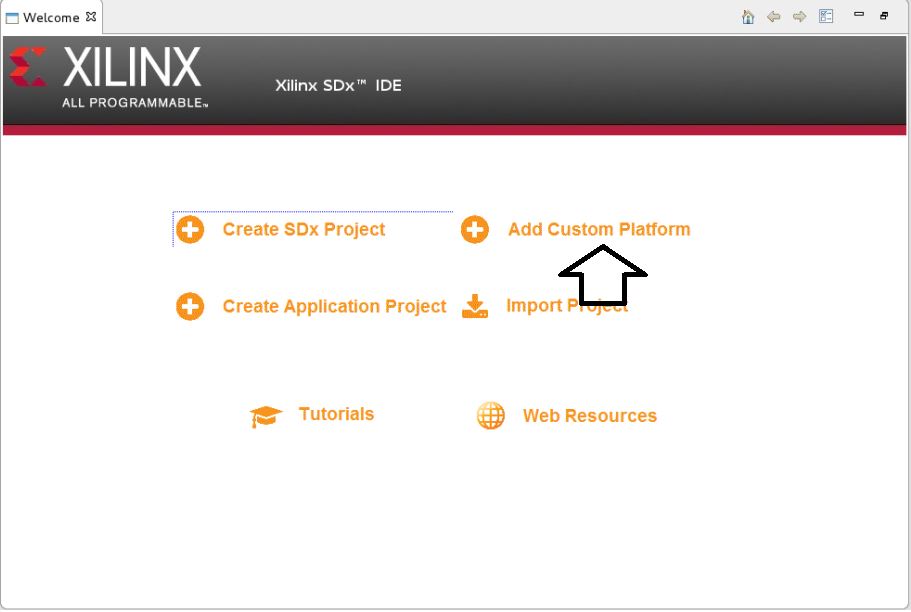 Welcome
XILINX
ALL PROGRAMMABLE™
Xilinx SDx™ IDE
Create SDx Project
Add Custom Platform
Create Application Project
Import Project
Tutorials
Web Resources